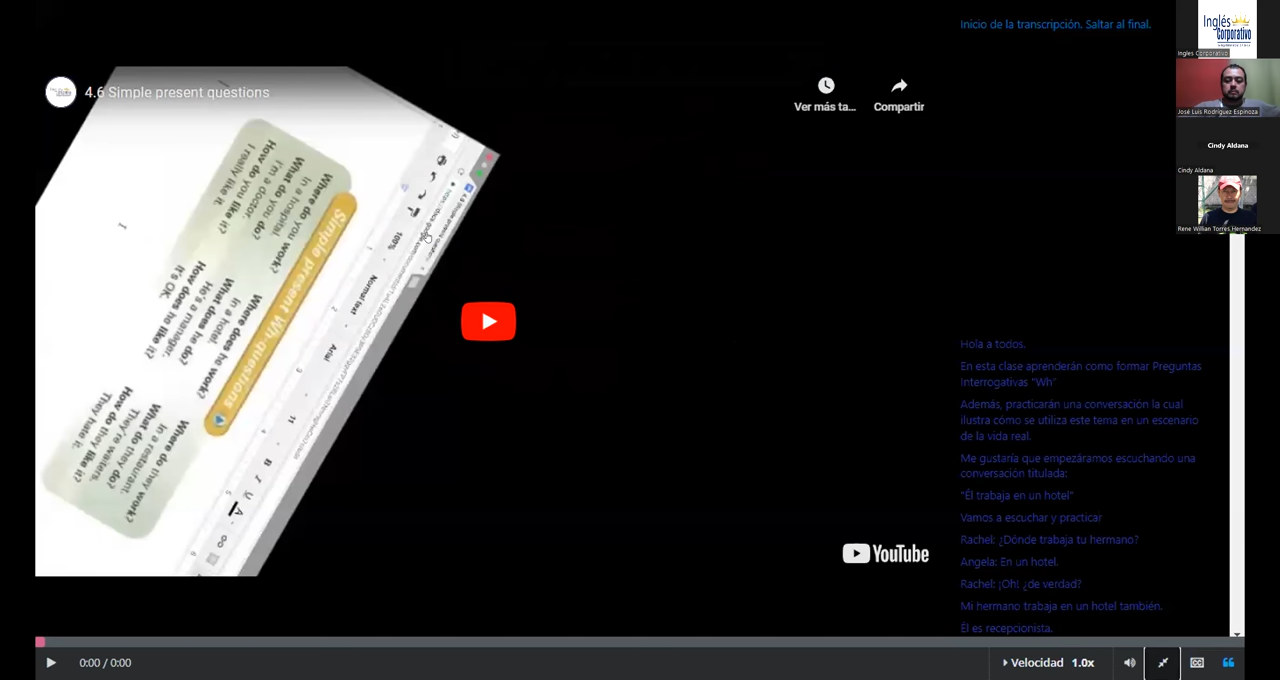 Inicio de la transcripción. Saltar al final.
Inglés
Corporativo
Ingles Corporativo
José Luis Rodríguez Espinoza
Cindy Aldana
Cindy Aldana
Rene Willian Torres Hernandez
4.6 Simple present questions
Ver más ta...
Compartir
100%
Normal text
Arial
11
Simple present Wh-questions
Where do you work?
In a hospital.
What do you do?
I'm a doctor.
How do you like it?
I really like it.
Where does he work?
In a hotel.
What does he do?
He's a manager.
How does he like it?
It's OK.
Where do they work?
In a restaurant.
What do they do?
They're waiters.
How do they like it?
They hate it.
YouTube
Hola a todos.
En esta clase aprenderán como formar Preguntas
Interrogativas "Wh"
Además, practicarán una conversación la cual
ilustra cómo se utiliza este tema en un escenario
de la vida real.
Me gustaría que empezáramos escuchando una
conversación titulada:
"Él trabaja en un hotel"
Vamos a escuchar y practicar
Rachel: ¿Dónde trabaja tu hermano?
Angela: En un hotel.
Rachel: ¡Oh! ¿de verdad?
Mi hermano trabaja en un hotel también.
Él es recepcionista.
0:00 / 0:00
Velocidad 1.0x